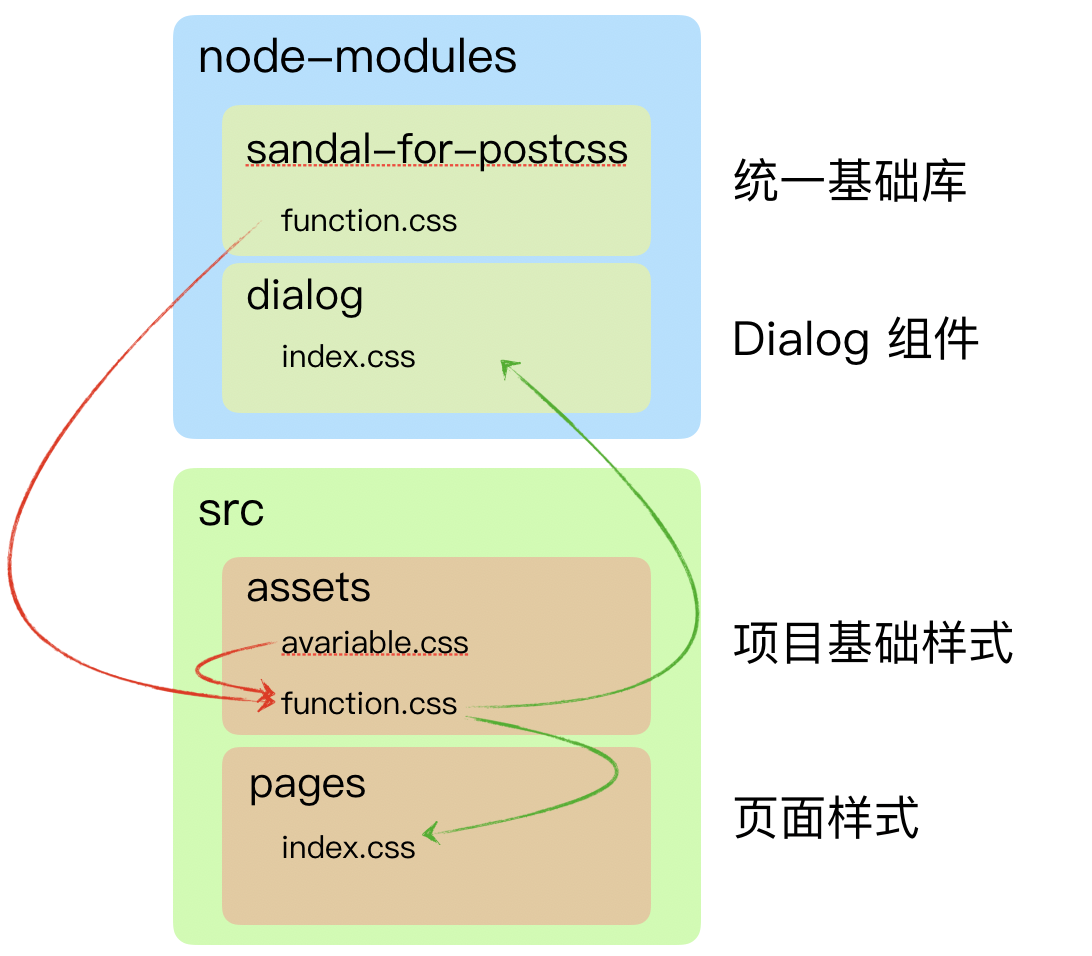 node-modules
sandal-for-postcss
统一基础库
function.css
dialog
Dialog 组件
index.css
src
assets
avariable.css
项目基础样式
function.css
pages
页面样式
index.css